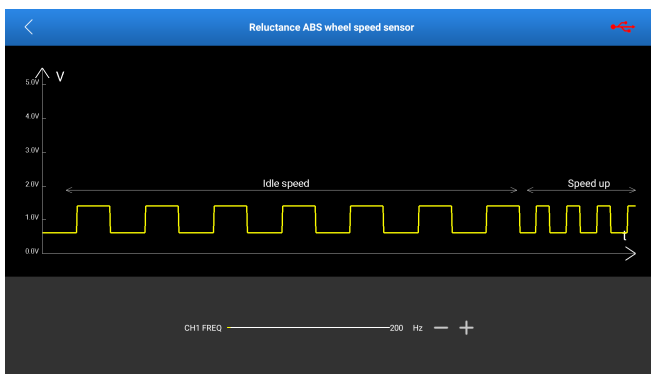 Reluctance ABS wheel speed sensor
V
5.0V
4.0V
3.0V
2.0V
Idle speed
Speed up
1.0V
t
0.0V
CH1 FREQ
200 Hz